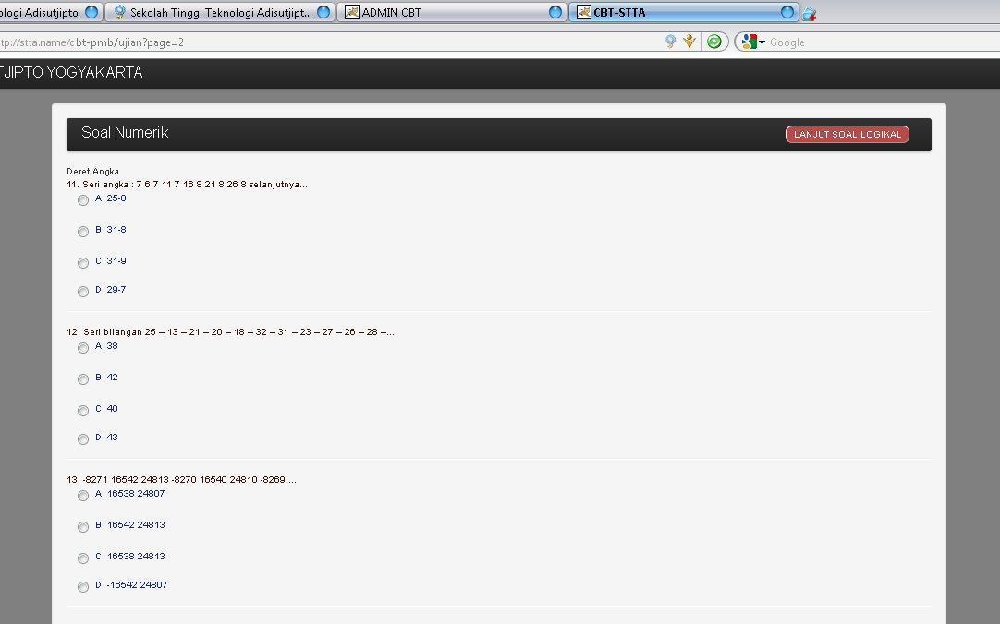 ologi Adisutjipto
Sekolah Tinggi Teknologi Adisutjipt...
ADMIN CBT
CBT-STTA
tp://stta.name/cbt-pmb/ujian?page=2
Google
TJIPTO YOGYAKARTA
Soal Numerik
LANJUT SOAL LOGIKAL
Deret Angka
11. Seri angka : 7 6 7 11 7 16 8 21 8 26 8 selanjutnya...
A 25-8
B 31-8
C 31-9
D 29-7
12. Seri bilangan 25 – 13 – 21 – 20 – 18 – 32 – 31 – 23 – 27 – 26 – 28 –....
A 38
B 42
C 40
D 43
13. -8271 16542 24813 -8270 16540 24810 -8269 ...
A 16538 24807
B 16542 24813
C 16538 24813
D -16542 24807